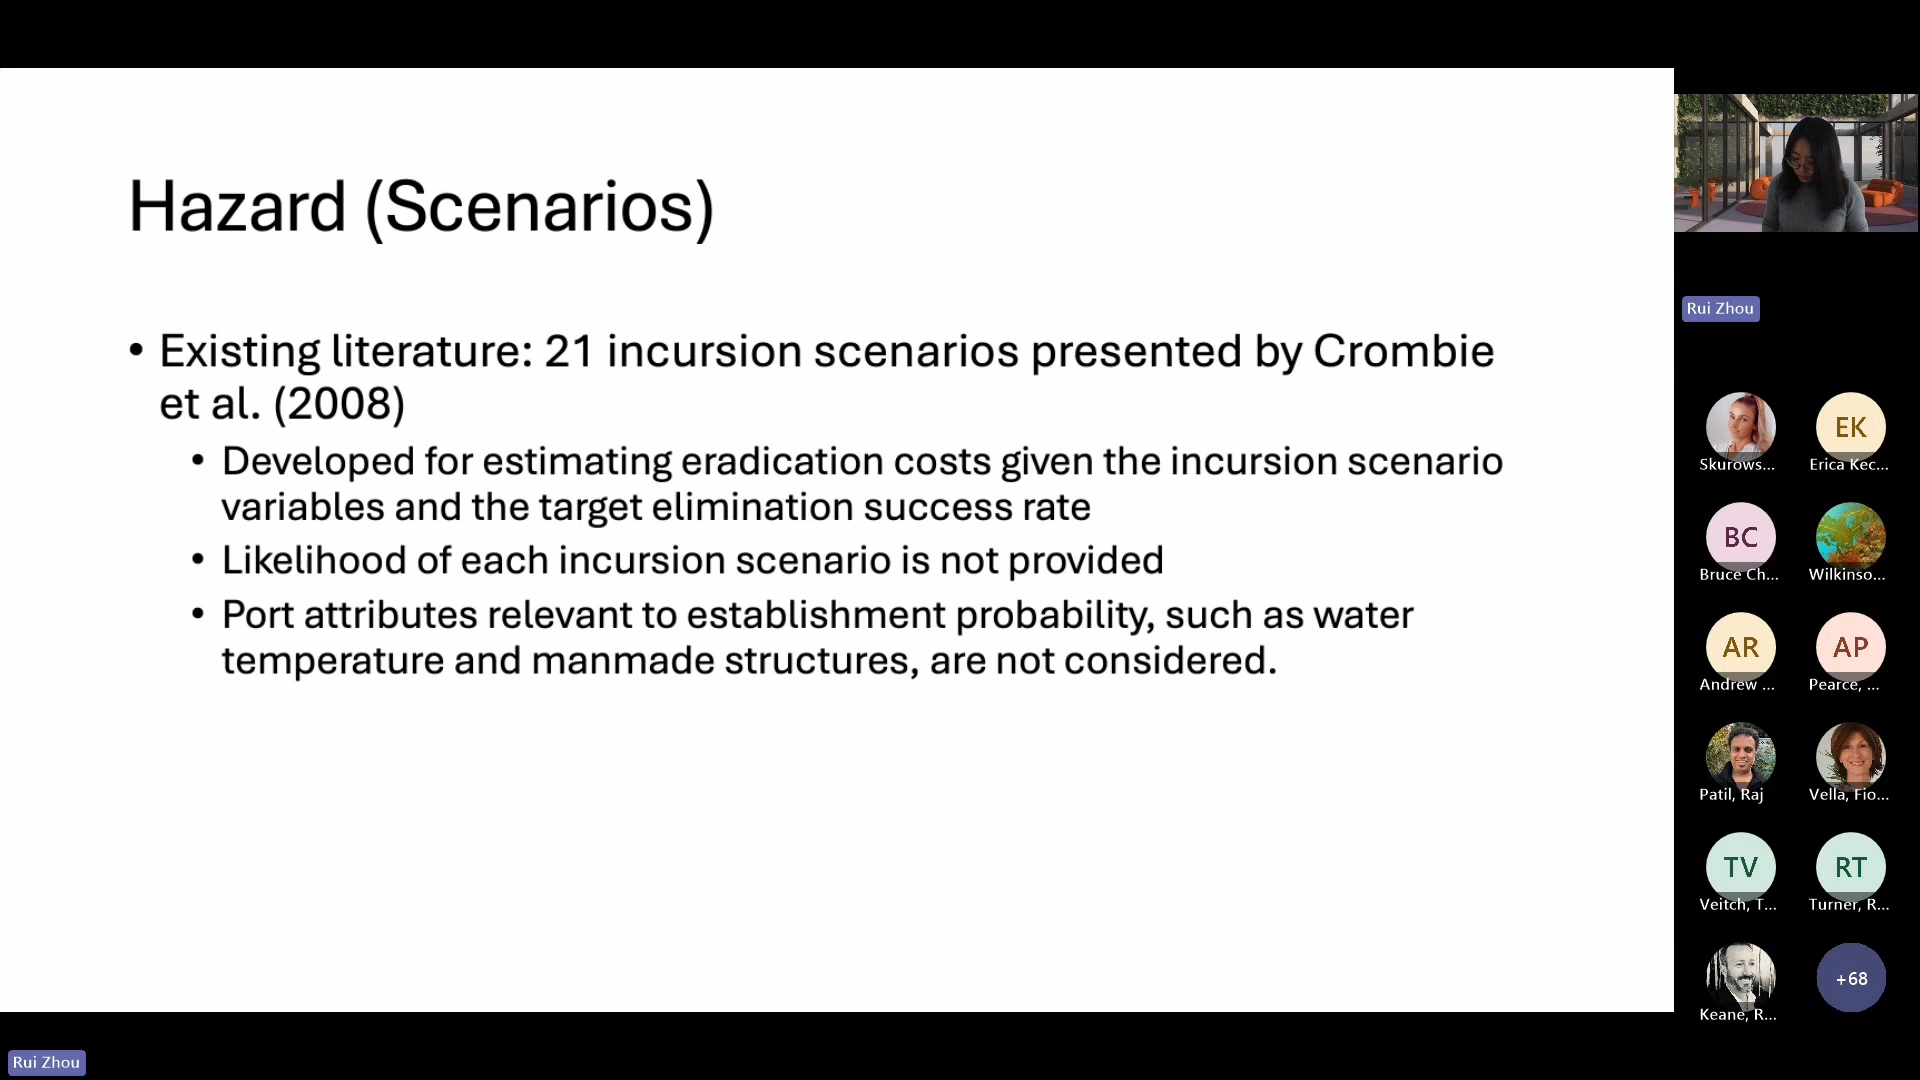 Hazard (Scenarios)
• Existing literature: 21 incursion scenarios presented by Crombie
et al. (2008)
• Developed for estimating eradication costs given the incursion scenario
variables and the target elimination success rate
• Likelihood of each incursion scenario is not provided
• Port attributes relevant to establishment probability, such as water
temperature and manmade structures, are not considered.
Rui Zhou
Skurows...
EK
Erica Kec...
BC
Bruce Ch...
Wilkinso...
AR
Andrew ...
AP
Pearce, ...
Patil, Raj
Vella, Fio...
TV
Veitch, T...
RT
Turner, R...
Keane, R...
+68
Rui Zhou